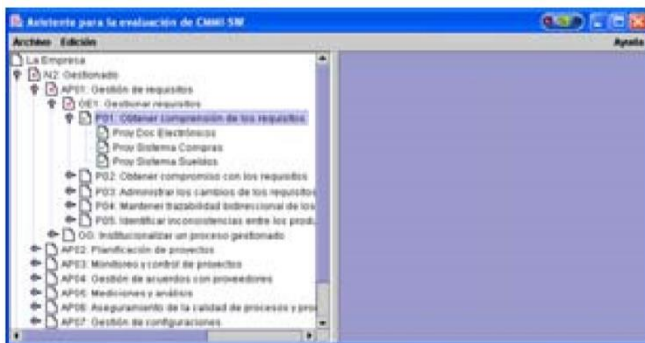 Asistente para la evaluación de CMMI SW
Archivo Edición Ayuda
La Empresa
N2: Gestionado
AP01: Gestión de requisitos
OE1: Gestionar requisitos
P01: Obtener comprensión de los requisitos
Proy Doc Electrónicos
Proy Sistema Compras
Proy Sistema Sueldos
P02: Obtener compromiso con los requisitos
P03: Administrar los cambios de los requisitos
P04: Mantener trazabilidad bidireccional de los
P05: Identificar inconsistencias entre los produ
OG: Institucionalizar un proceso gestionado
AP02: Planificación de proyectos
AP03: Monitoreo y control de proyectos
AP04: Gestión de acuerdos con proveedores
AP05: Mediciones y análisis
AP06: Aseguramiento de la calidad de procesos y pro
AP07: Gestión de configuraciones